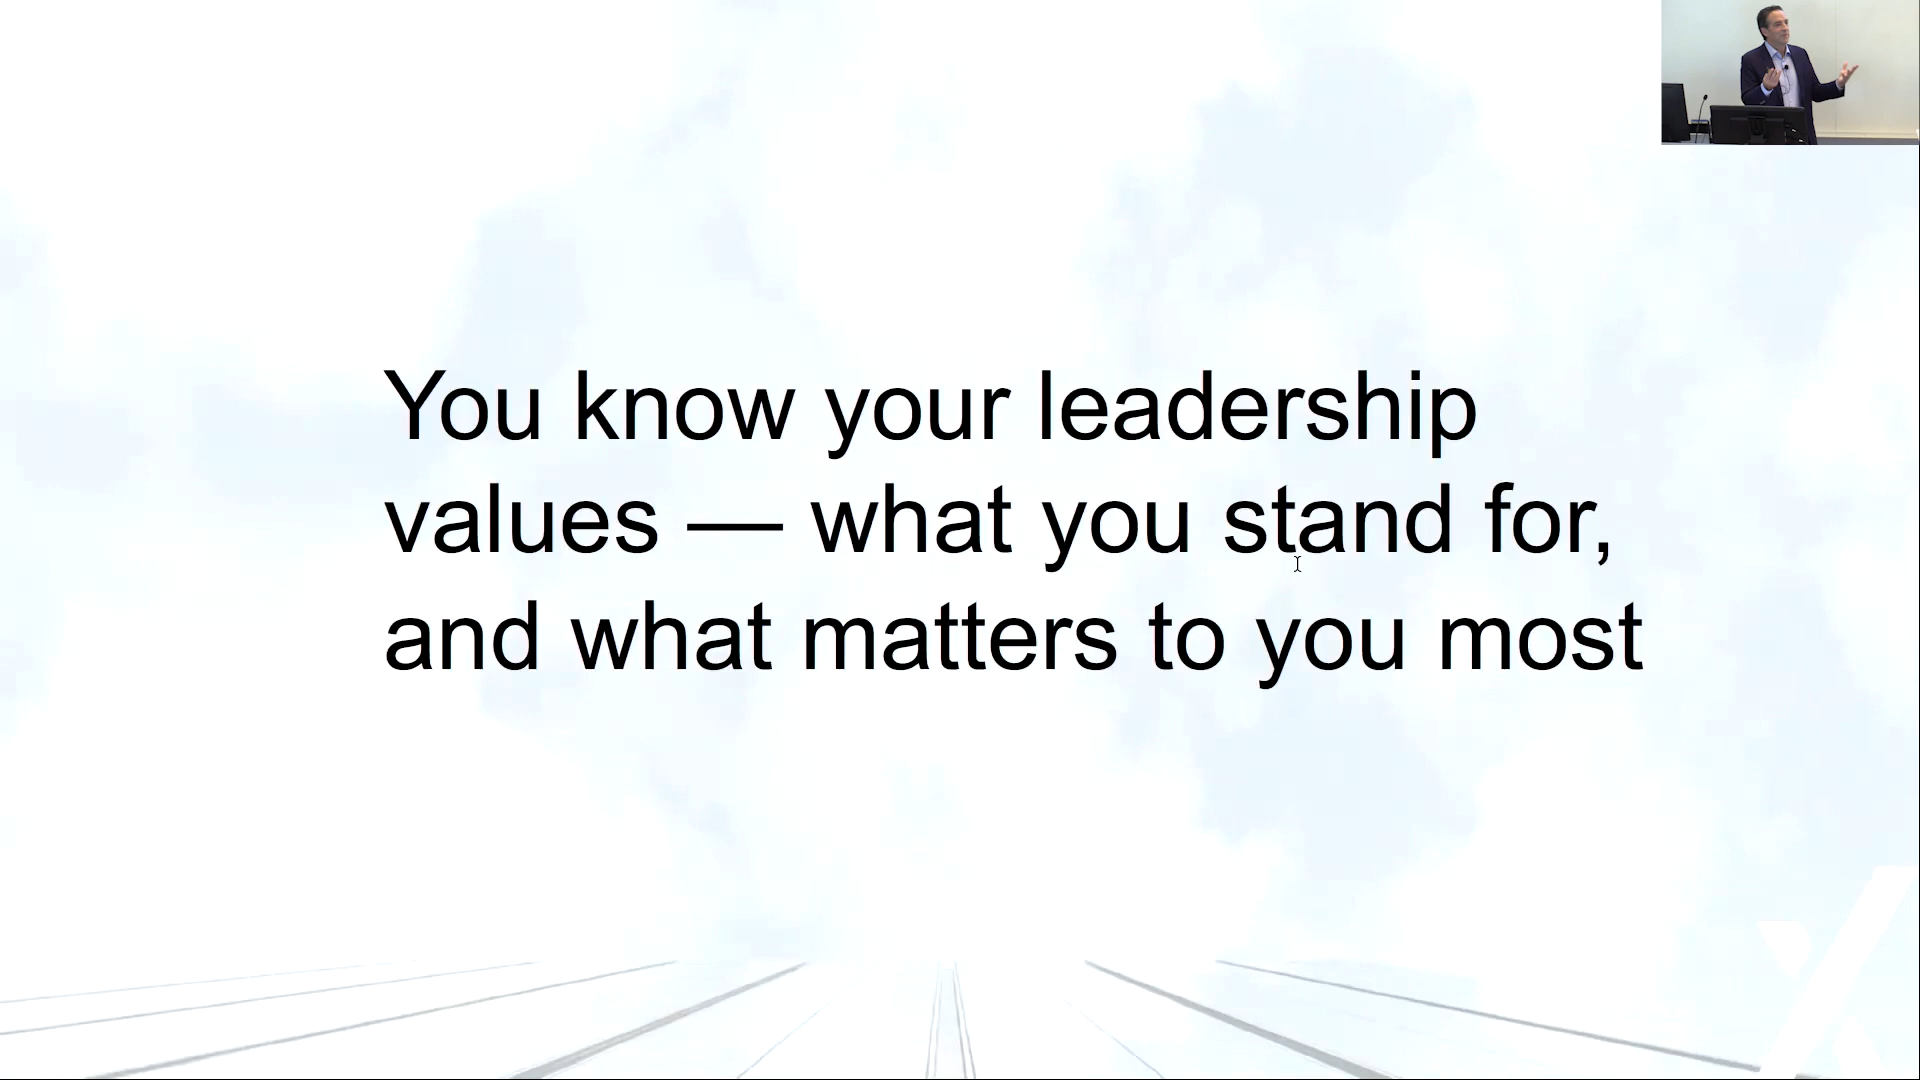 You know your leadership
values — what you stand for,
and what matters to you most